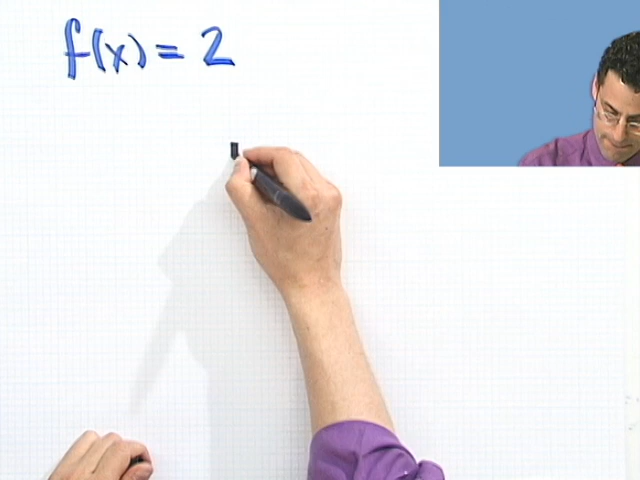 f(x) = 2